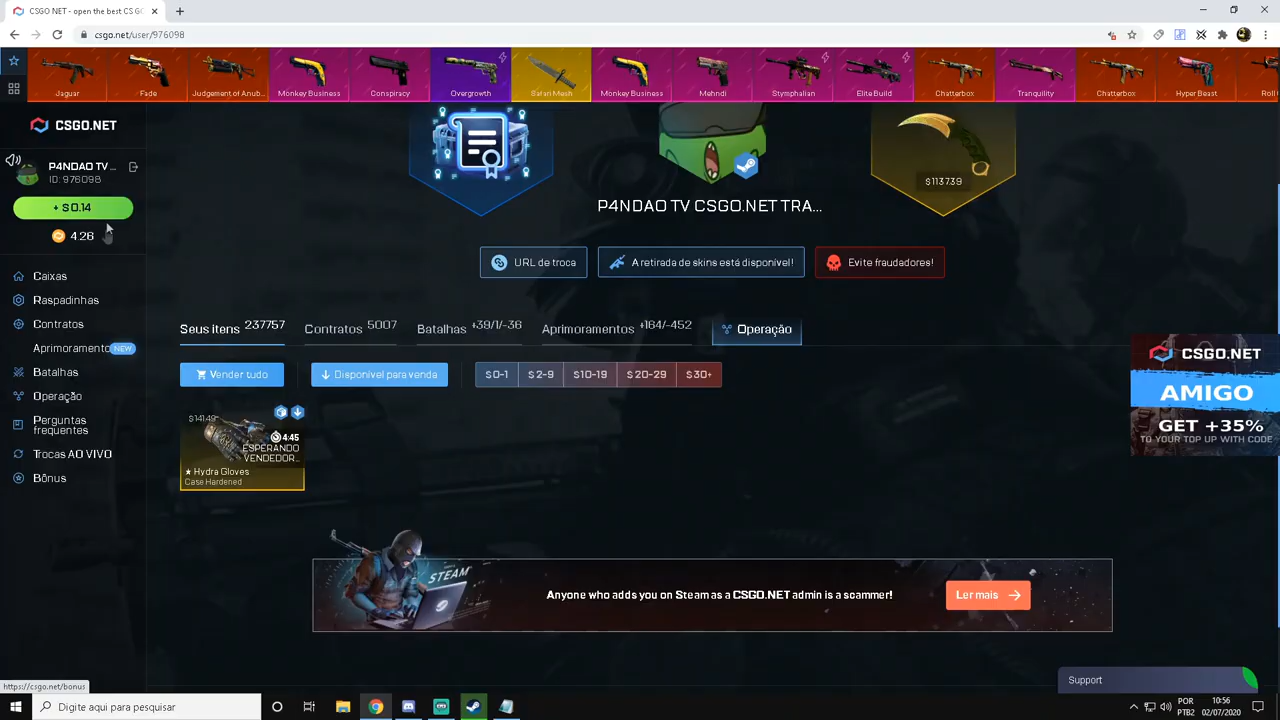 CSGO.NET - open the best CS GO
csgo.net/user/976098
Jaguar
Fade
Judgement of Anub...
Monkey Business
Conspiracy
Overgrowth
Safari Mesh
Monkey Business
Mehndi
Stymphalian
Elite Build
Chatterbox
Tranquility
Chatterbox
Hyper Beast
Roll
CSGO.NET
P4NDAO TV ...
ID: 976098
+ $ 0.14
4.26
Caixas
Raspadinhas
Contratos
Aprimoramento NEW
Batalhas
Operação
Perguntas
frequentes
Trocas AO VIVO
Bônus
$1137.39
P4NDAO TV CSGO.NET TRA...
URL de troca
A retirada de skins está disponível!
Evite fraudadores!
Seus itens 237757
Contratos 5007
Batalhas +39/1/-36
Aprimoramentos +164/-452
Operação
Vender tudo
Disponível para venda
$0-1
$2-9
$10-19
$20-29
$30+
$141.49
4:45
ESPERANDO
VENDEDOR...
★ Hydra Gloves
Case Hardened
CSGO.NET
AMIGO
GET +35%
TO YOUR TOP UP WITH CODE
STEAM
Anyone who adds you on Steam as a CSGO.NET admin is a scammer!
Ler mais
Support
https://csgo.net/bonus
Digite aqui para pesquisar
POR
PTB2
10:56
02/07/2020